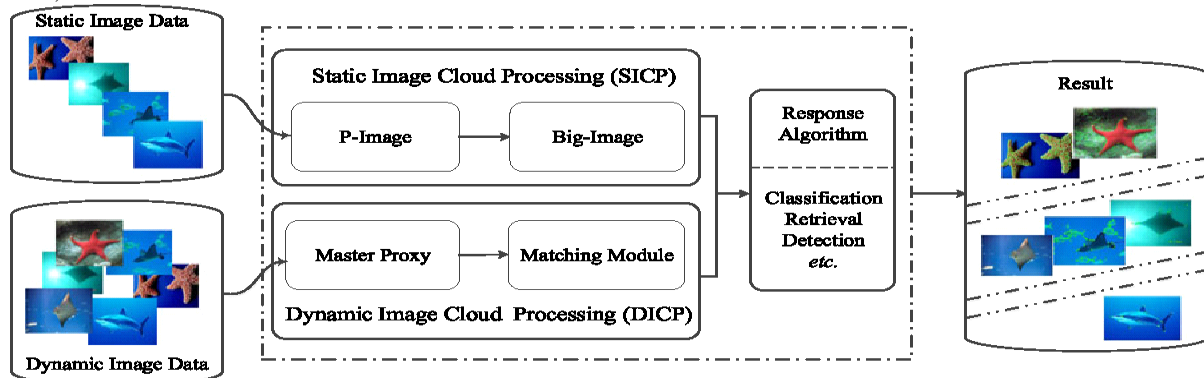 Static Image Data
Static Image Cloud Processing (SICP)
P-Image
Big-Image
Master Proxy
Matching Module
Dynamic Image Cloud Processing (DICP)
Dynamic Image Data
Response
Algorithm
Classification
Retrieval
Detection
etc.
Result